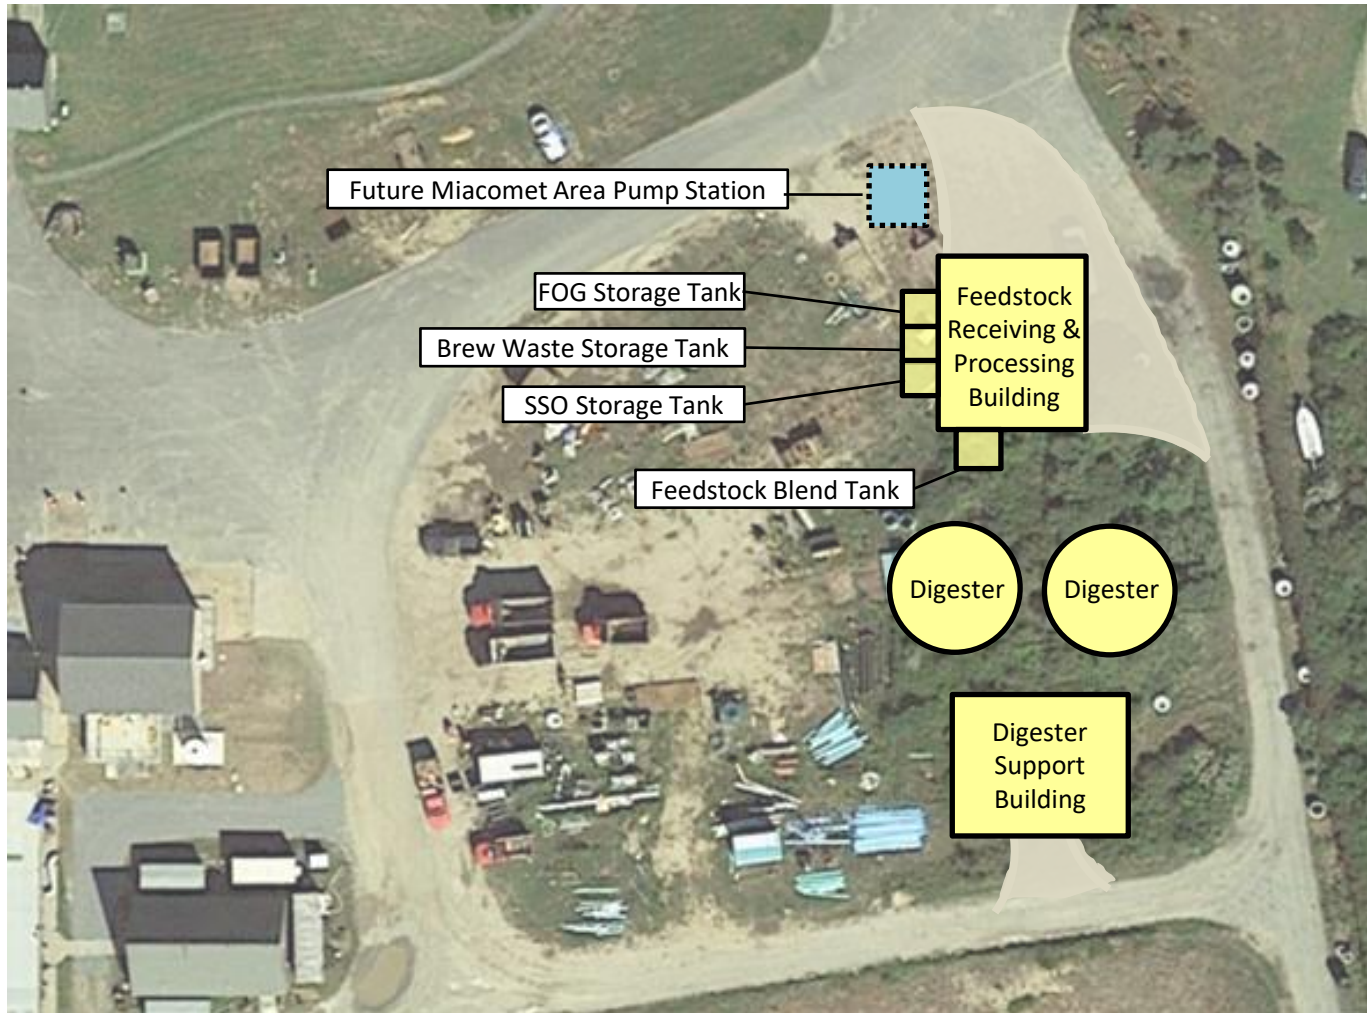 Future Miacomet Area Pump Station
FOG Storage Tank
Brew Waste Storage Tank
SSO Storage Tank
Feedstock
Receiving &
Processing
Building
Feedstock Blend Tank
Digester
Digester
Digester
Support
Building